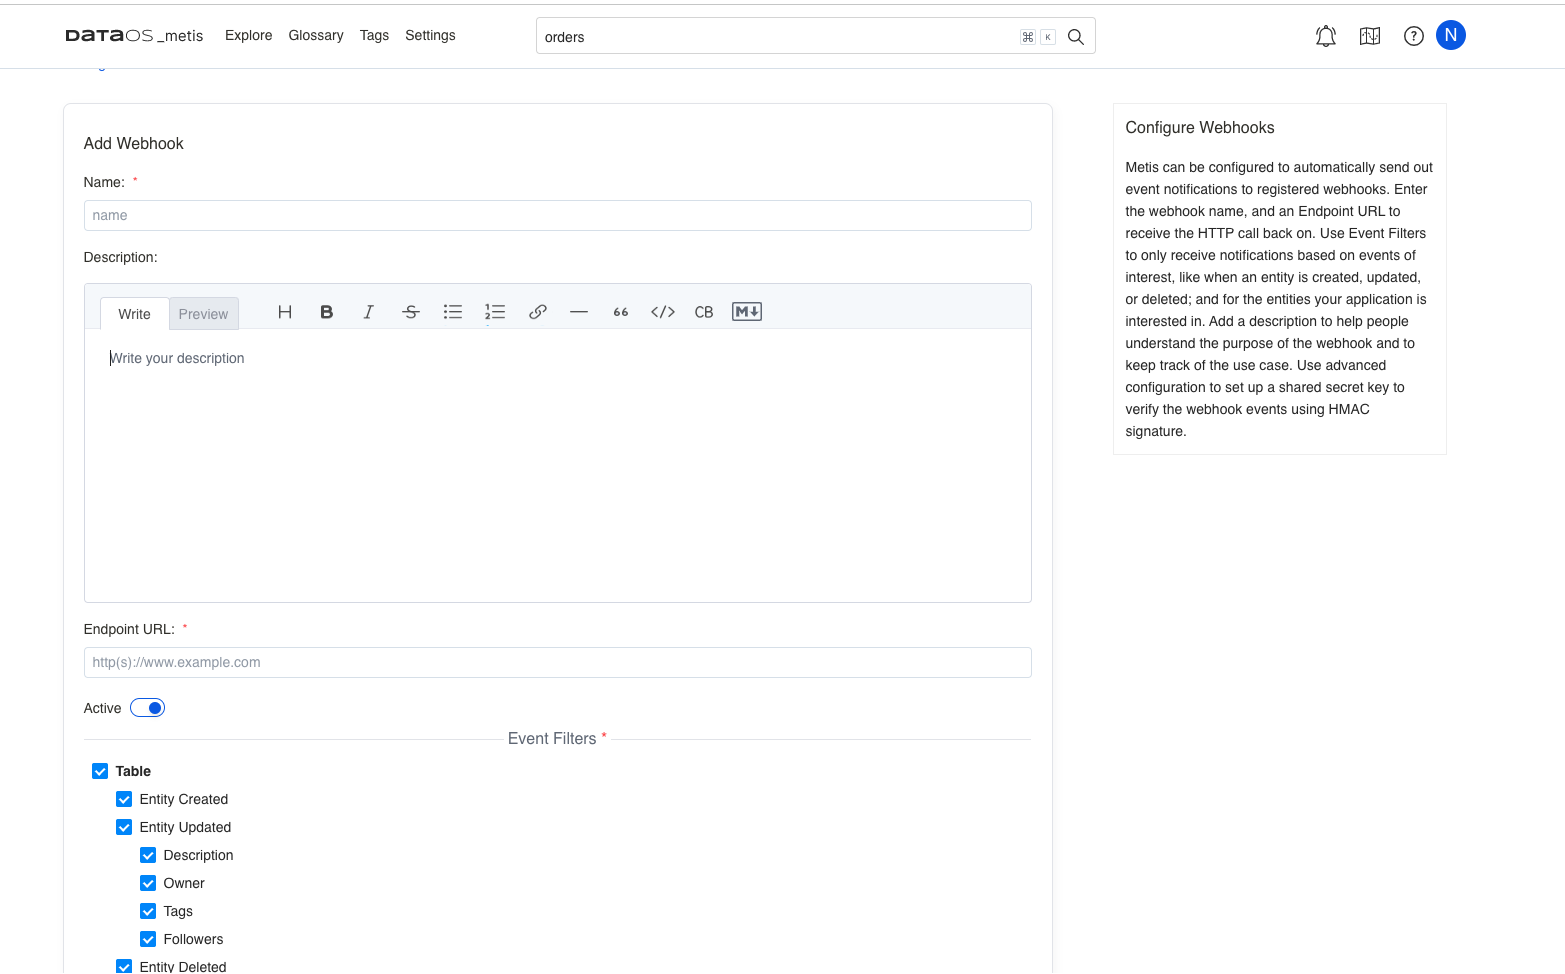 DATAOS_metis Explore Glossary Tags Settings orders ⌘ K ? N
Add Webhook
Name: *
name
Description:
Write Preview H B I S 66 </> CB M↓
Write your description
Endpoint URL: *
http(s)://www.example.com
Active
Event Filters *
Table
Entity Created
Entity Updated
Description
Owner
Tags
Followers
Entity Deleted
Configure Webhooks
Metis can be configured to automatically send out
event notifications to registered webhooks. Enter
the webhook name, and an Endpoint URL to
receive the HTTP call back on. Use Event Filters
to only receive notifications based on events of
interest, like when an entity is created, updated,
or deleted; and for the entities your application is
interested in. Add a description to help people
understand the purpose of the webhook and to
keep track of the use case. Use advanced
configuration to set up a shared secret key to
verify the webhook events using HMAC
signature.